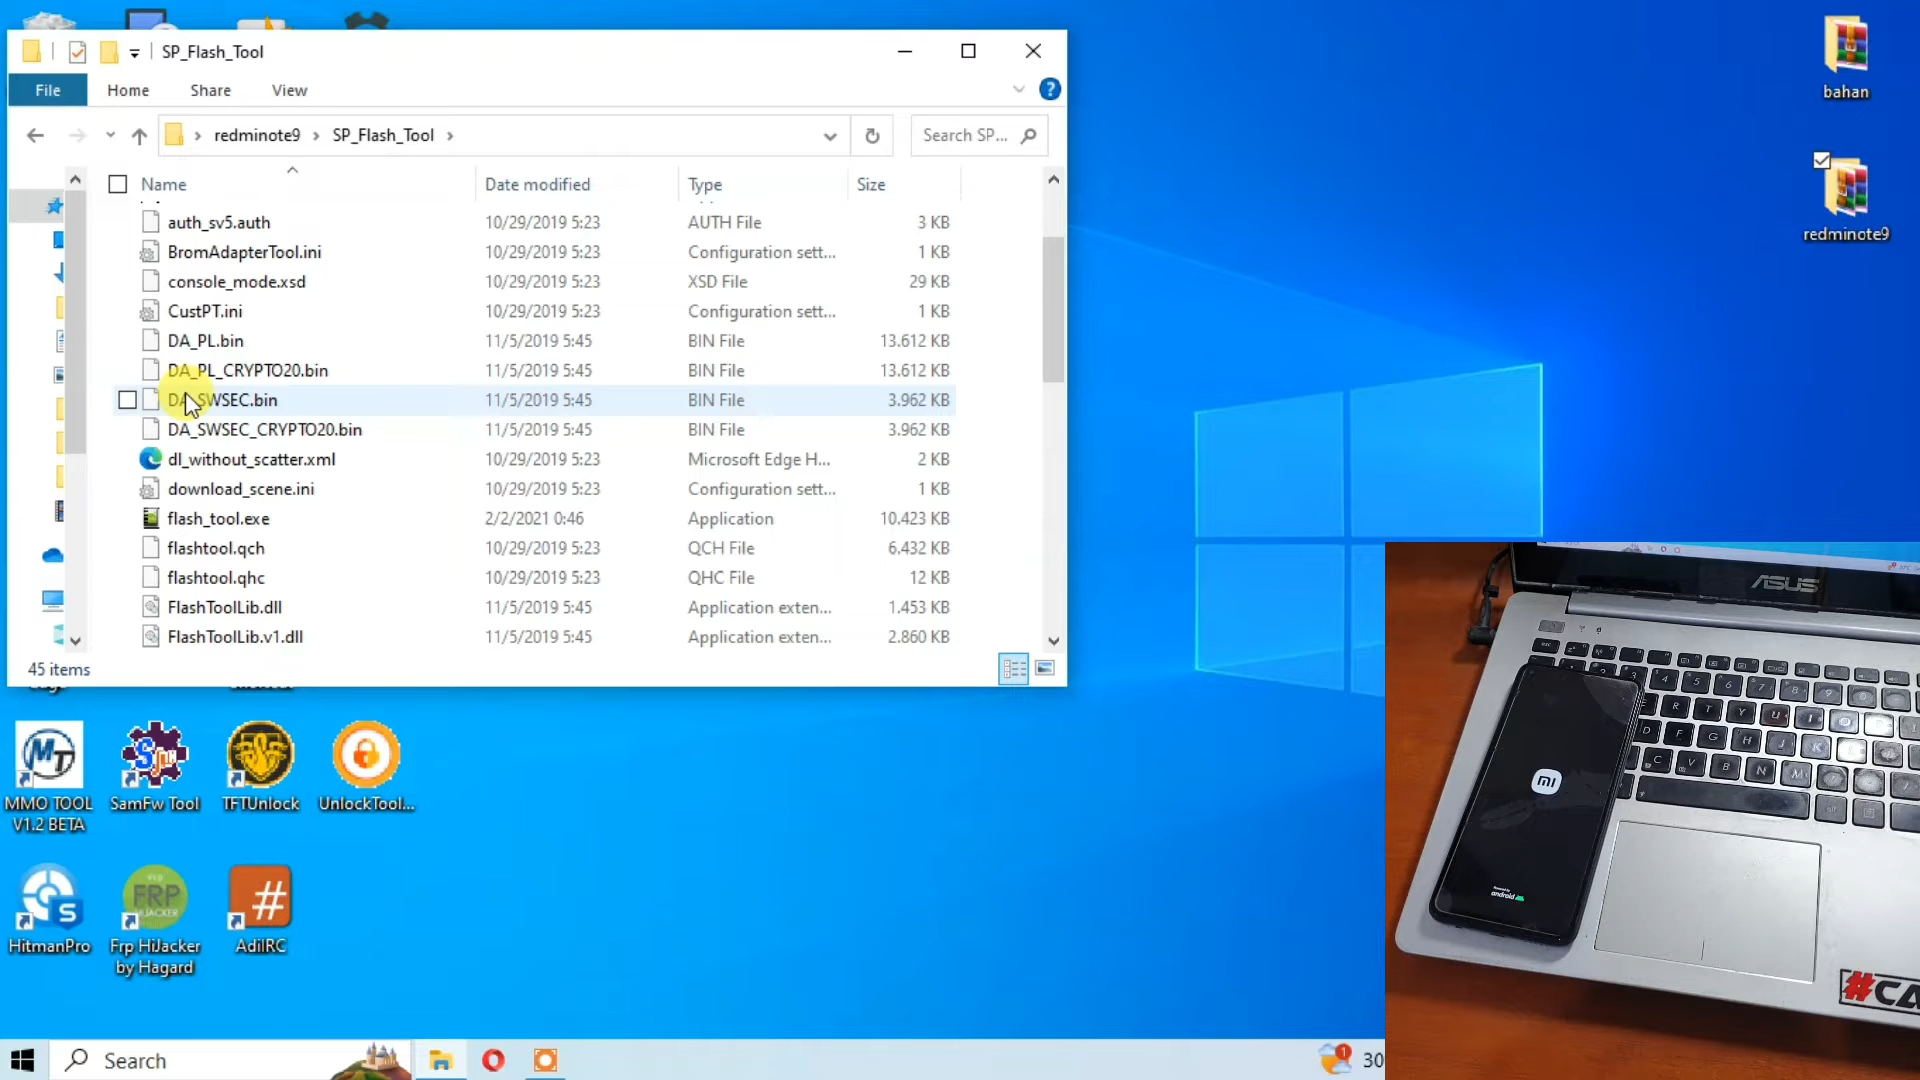 SP_Flash_Tool
File
Home
Share
View
redminote9 > SP_Flash_Tool >
Search SP...
Name
Date modified
Type
Size
auth_sv5.auth 10/29/2019 5:23 AUTH File 3 KB
BromAdapterTool.ini 10/29/2019 5:23 Configuration sett... 1 KB
console_mode.xsd 10/29/2019 5:23 XSD File 29 KB
CustPT.ini 10/29/2019 5:23 Configuration sett... 1 KB
DA_PL.bin 11/5/2019 5:45 BIN File 13.612 KB
DA_PL_CRYPTO20.bin 11/5/2019 5:45 BIN File 13.612 KB
DA_SWSEC.bin 11/5/2019 5:45 BIN File 3.962 KB
DA_SWSEC_CRYPTO20.bin 11/5/2019 5:45 BIN File 3.962 KB
dl_without_scatter.xml 10/29/2019 5:23 Microsoft Edge H... 2 KB
download_scene.ini 10/29/2019 5:23 Configuration sett... 1 KB
flash_tool.exe 2/2/2021 0:46 Application 10.423 KB
flashtool.qch 10/29/2019 5:23 QCH File 6.432 KB
flashtool.qhc 10/29/2019 5:23 QHC File 12 KB
FlashToolLib.dll 11/5/2019 5:45 Application exten... 1.453 KB
FlashToolLib.v1.dll 11/5/2019 5:45 Application exten... 2.860 KB
45 items
bahan
redminote9
MMO TOOL
V1.2 BETA
SamFw Tool
TFTUnlock
UnlockTool...
HitmanPro
FRP
HIJACKER
Frp HiJacker
by Hagard
#
AdiIRC
Search
1
30
ASUS
mi
android
#CA